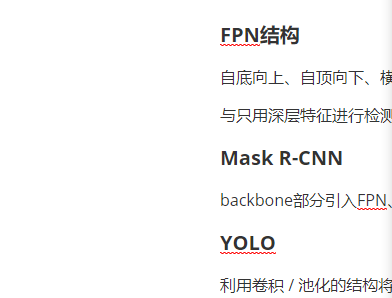 FPN结构
自底向上、自顶向下、横
与只用深层特征进行检测
Mask R-CNN
backbone部分引入FPN、
YOLO
利用卷积 / 池化的结构将